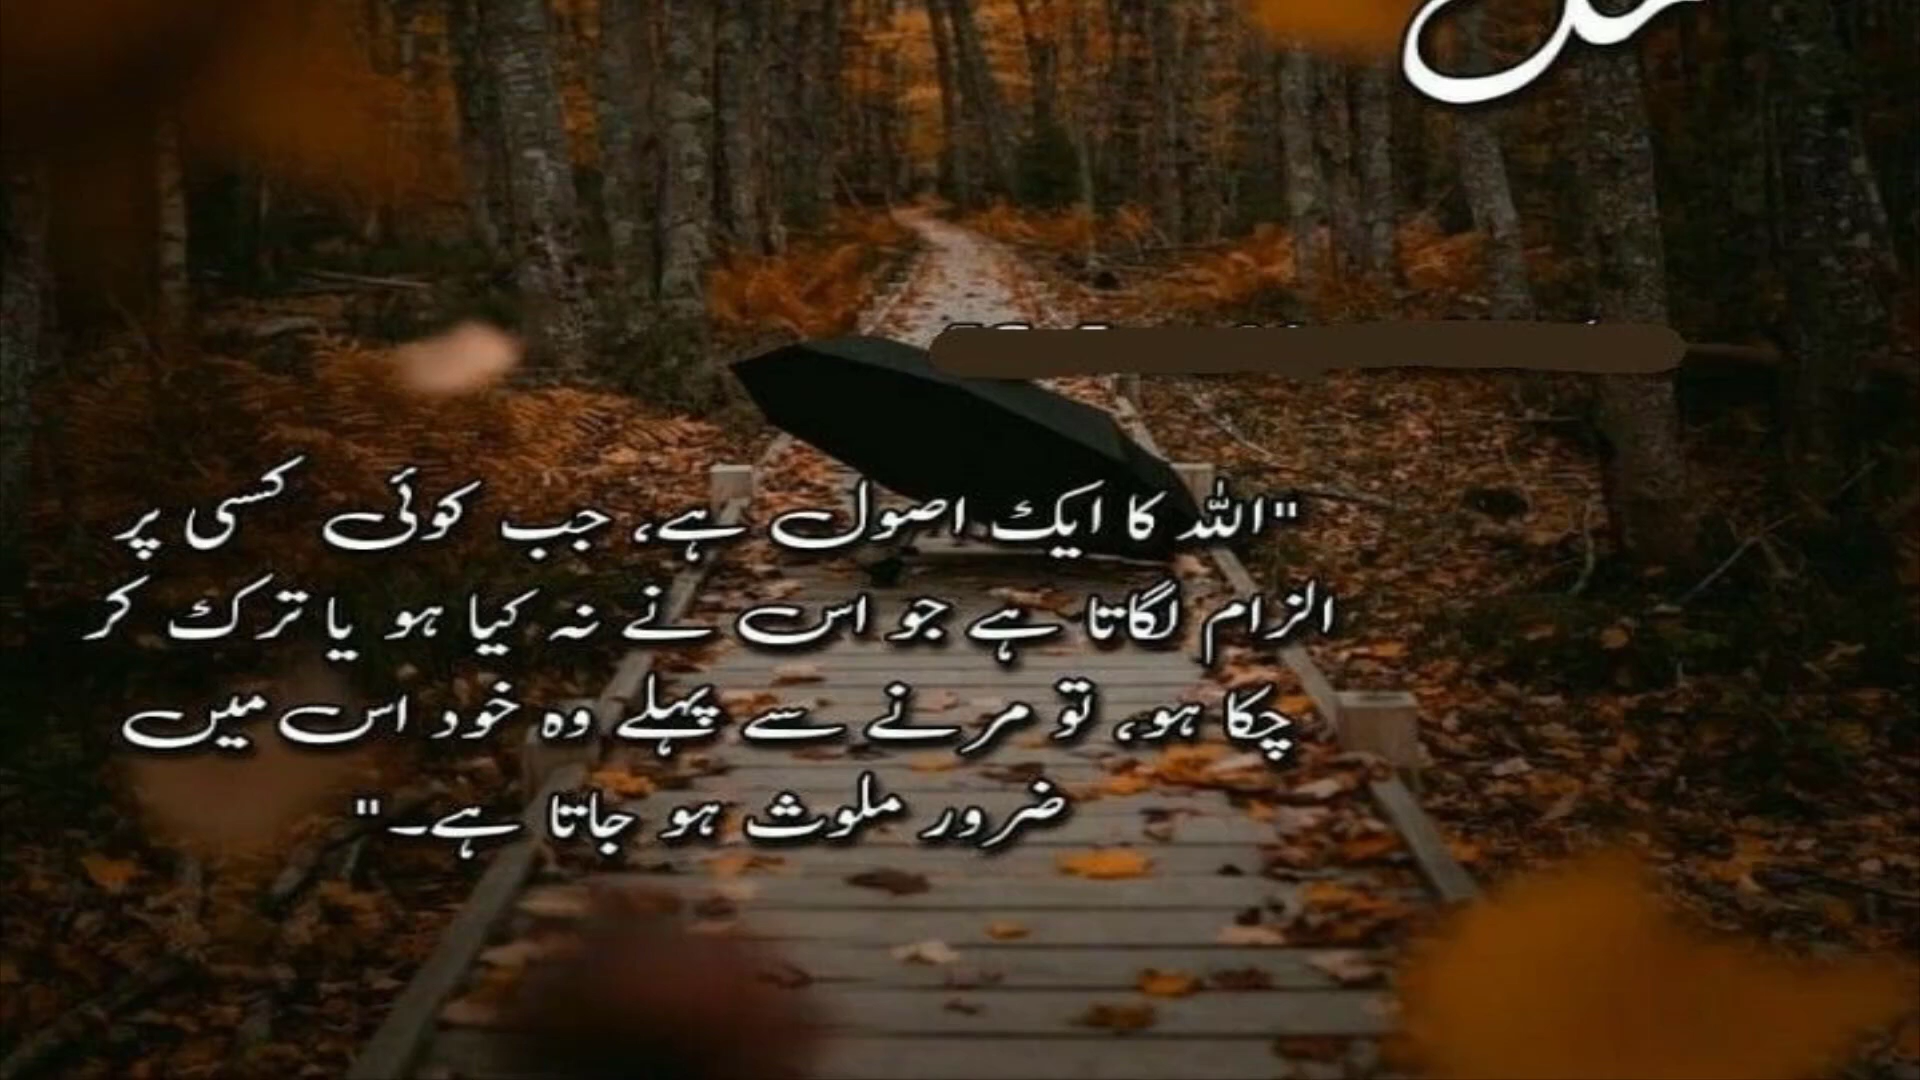 "اللہ کا ایک اصول ہے، جب کوئی کسی پر
الزام لگاتا ہے جو اس نے نہ کیا ہو یا ترک کر
چکا ہو، تو مرنے سے پہلے وہ خود اس میں
ضرور ملوث ہو جاتا ہے۔"